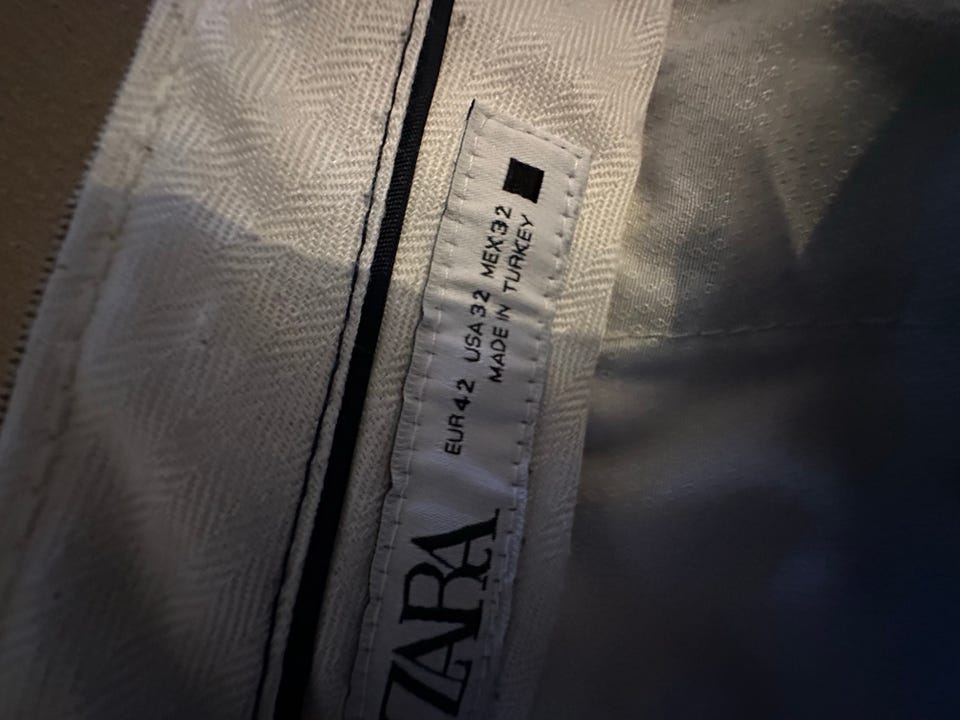 ZARA
EUR 42 USA 32 MEX 32
MADE IN TURKEY